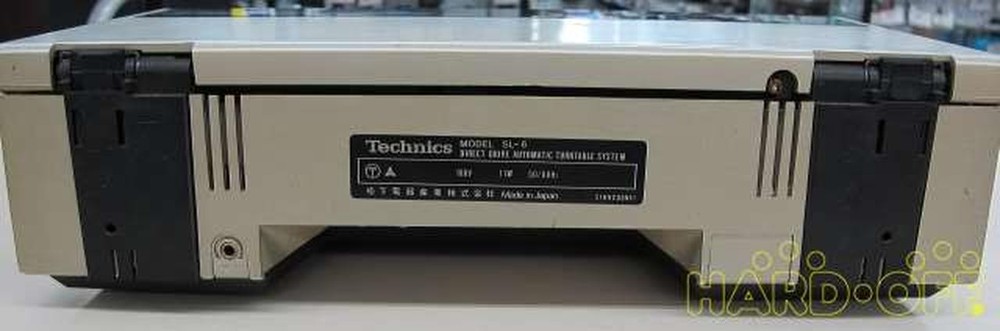 Technics MODEL SL-6
DIRECT DRIVE AUTOMATIC TURNTABLE SYSTEM
100V 11W 50/60Hz
松下電器産業株式会社 Made in Japan
HARD・OFF